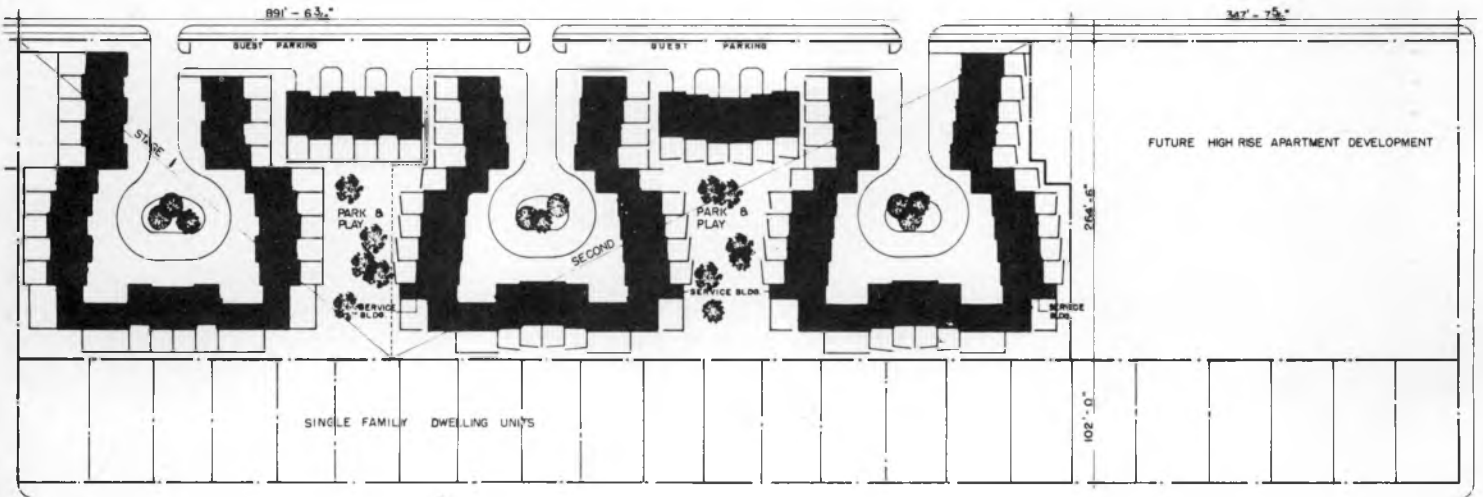 891' - 6 3/4"
347' - 7 5/8"
GUEST PARKING
GUEST PARKING
STAGE I
FUTURE HIGH RISE APARTMENT DEVELOPMENT
264'-6"
PARK &
PLAY
PARK &
PLAY
SECOND
SERVICE BLDG.
SERVICE
BLDG.
SERVICE
BLDG.
102'-0"
SINGLE FAMILY DWELLING UNITS